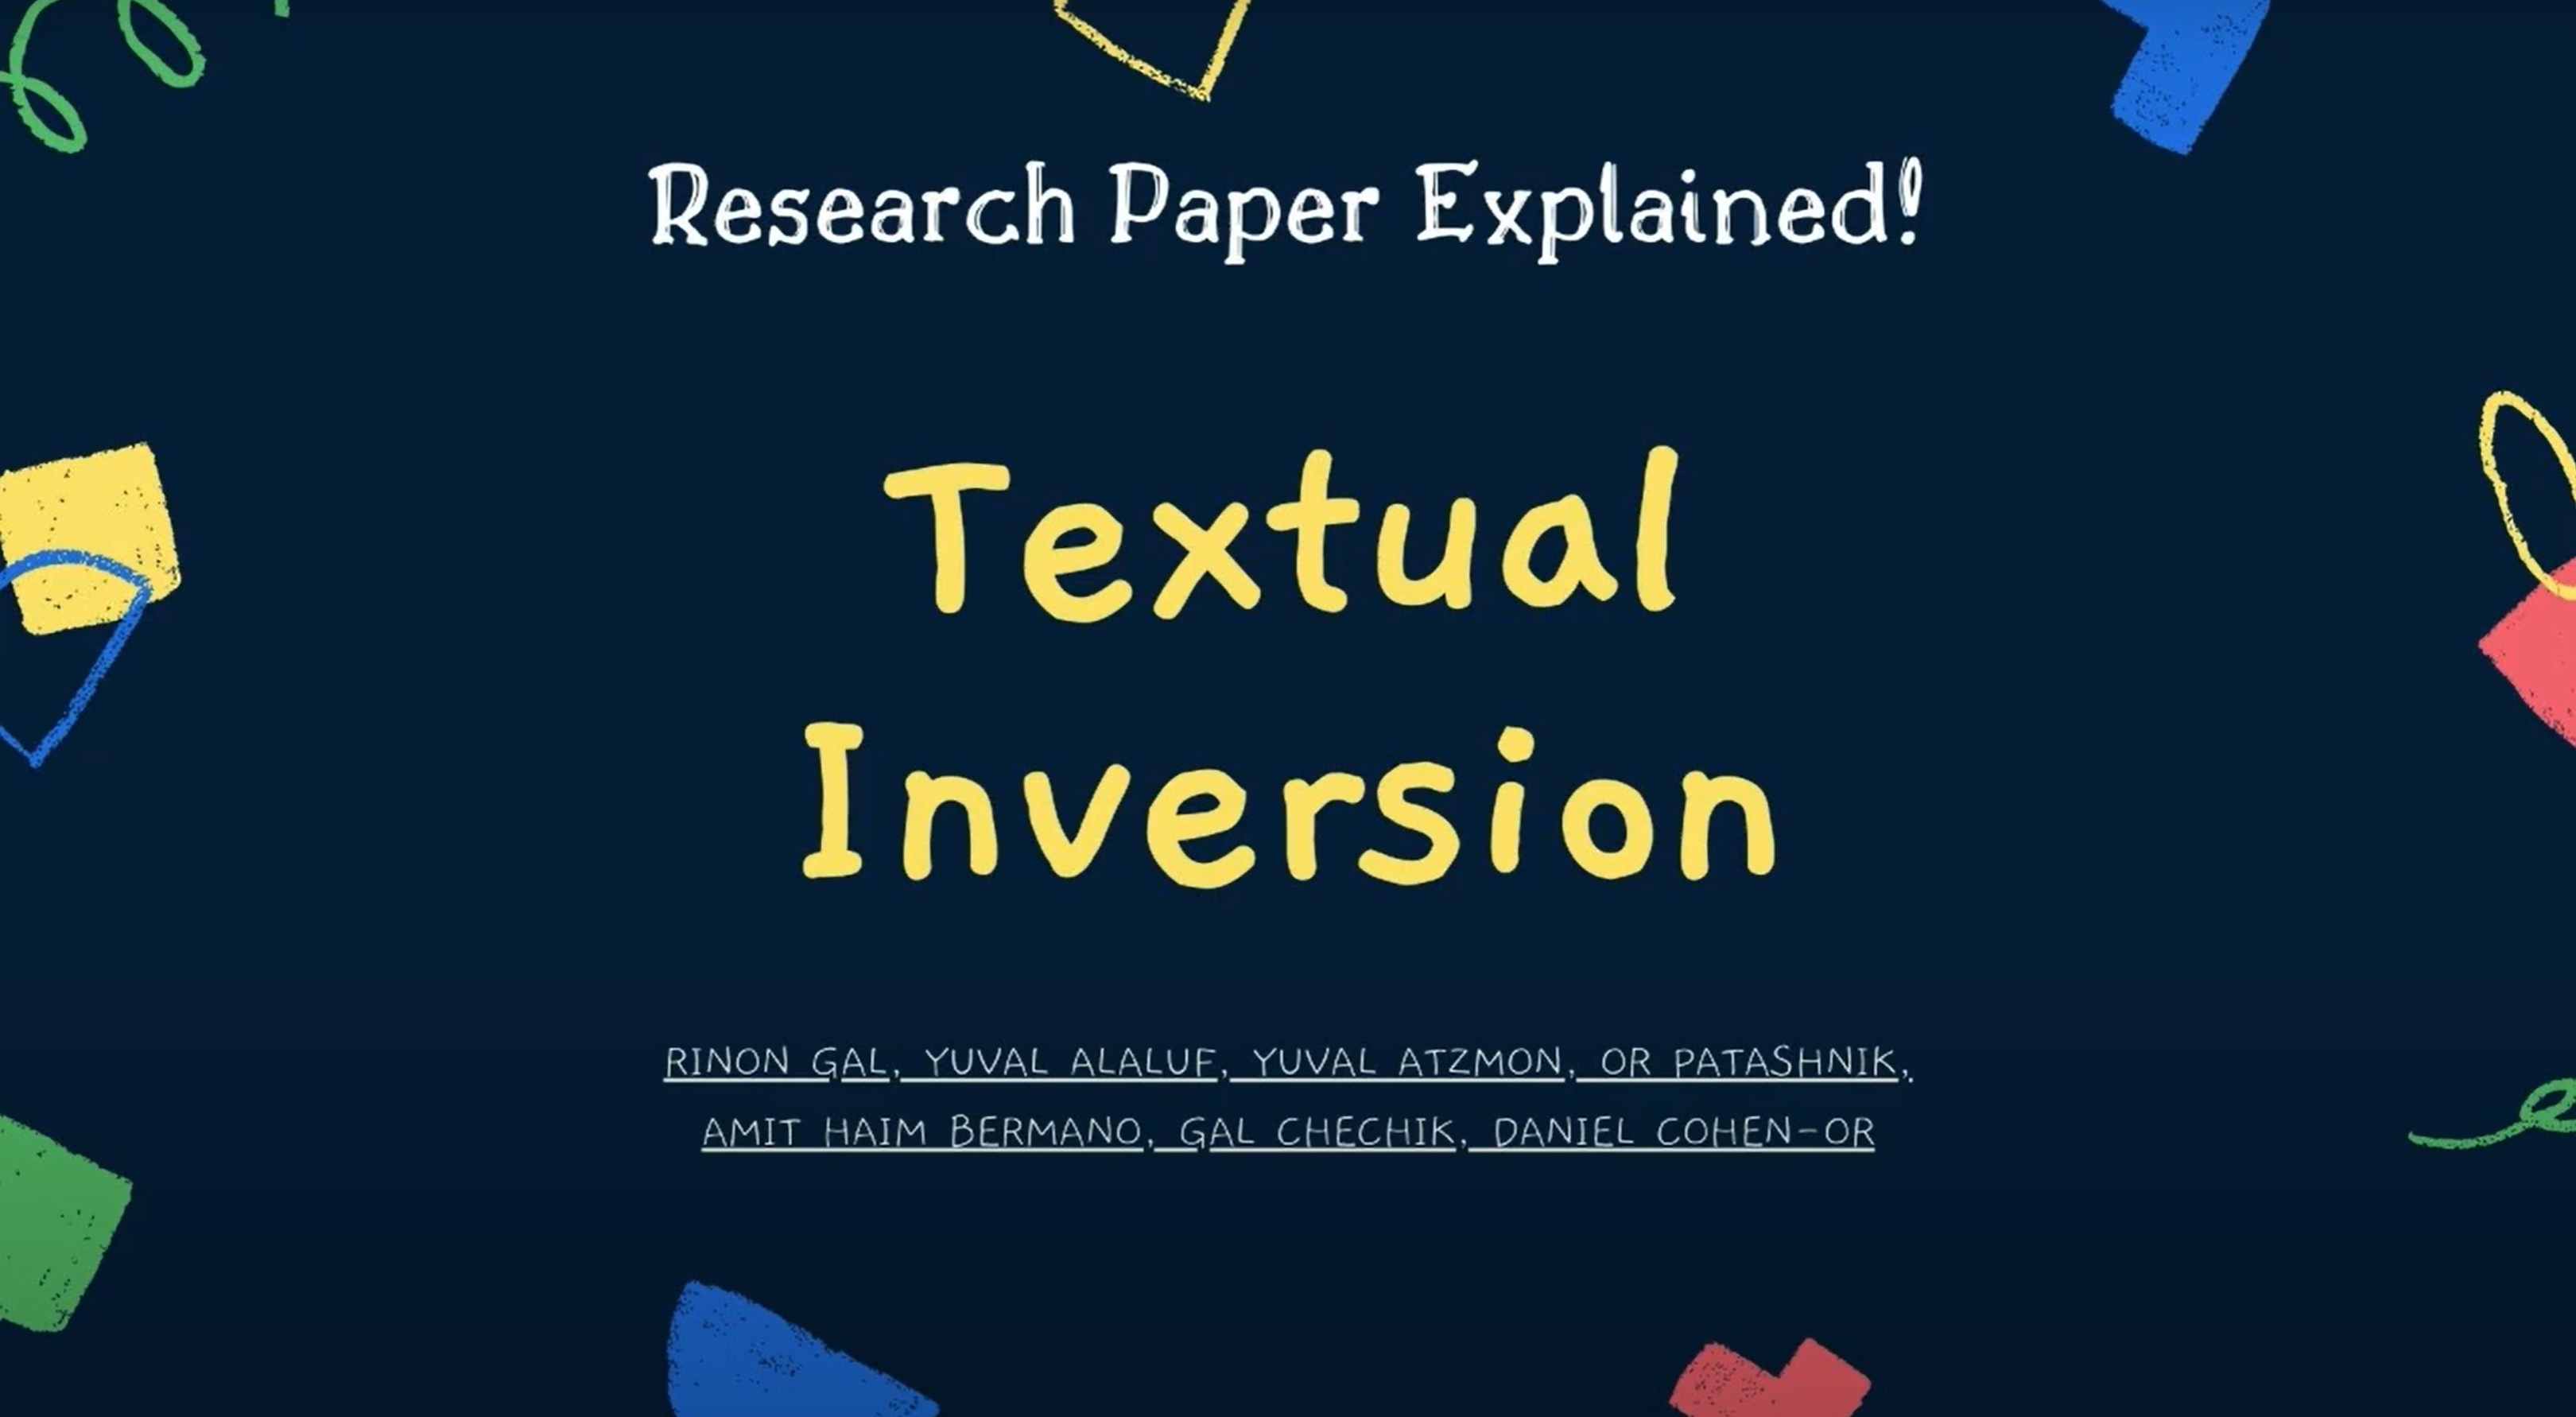 Research Paper Explained!
Textual
Inversion
RINON GAL, YUVAL ALALUF, YUVAL ATZMON, OR PATASHNIK,
AMIT HAIM BERMANO, GAL CHECHIK, DANIEL COHEN-OR